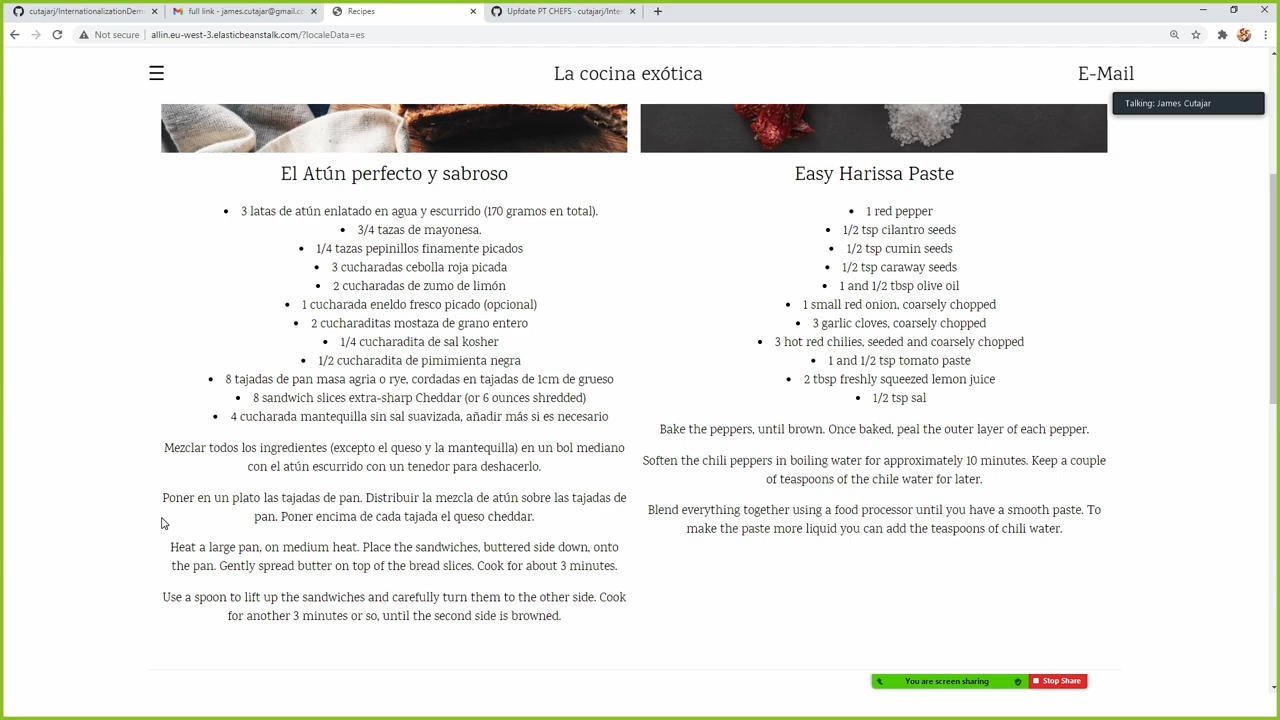 cutajarj/InternationalizationDem
full link - james.cutajar@gmail.co
Recipes
Upfdate PT CHEFS · cutajarj/Inter
Not secure
allin.eu-west-3.elasticbeanstalk.com/?localeData=es
La cocina exótica
E-Mail
Talking: James Cutajar
El Atún perfecto y sabroso
3 latas de atún enlatado en agua y escurrido (170 gramos en total).
3/4 tazas de mayonesa.
1/4 tazas pepinillos finamente picados
3 cucharadas cebolla roja picada
2 cucharadas de zumo de limón
1 cucharada eneldo fresco picado (opcional)
2 cucharaditas mostaza de grano entero
1/4 cucharadita de sal kosher
1/2 cucharadita de pimimienta negra
8 tajadas de pan masa agria o rye, cordadas en tajadas de 1cm de grueso
8 sandwich slices extra-sharp Cheddar (or 6 ounces shredded)
4 cucharada mantequilla sin sal suavizada, añadir más si es necesario
Mezclar todos los ingredientes (excepto el queso y la mantequilla) en un bol mediano
con el atún escurrido con un tenedor para deshacerlo.
Poner en un plato las tajadas de pan. Distribuir la mezcla de atún sobre las tajadas de
pan. Poner encima de cada tajada el queso cheddar.
Heat a large pan, on medium heat. Place the sandwiches, buttered side down, onto
the pan. Gently spread butter on top of the bread slices. Cook for about 3 minutes.
Use a spoon to lift up the sandwiches and carefully turn them to the other side. Cook
for another 3 minutes or so, until the second side is browned.
Easy Harissa Paste
1 red pepper
1/2 tsp cilantro seeds
1/2 tsp cumin seeds
1/2 tsp caraway seeds
1 and 1/2 tbsp olive oil
1 small red onion, coarsely chopped
3 garlic cloves, coarsely chopped
3 hot red chilies, seeded and coarsely chopped
1 and 1/2 tsp tomato paste
2 tbsp freshly squeezed lemon juice
1/2 tsp sal
Bake the peppers, until brown. Once baked, peal the outer layer of each pepper.
Soften the chili peppers in boiling water for approximately 10 minutes. Keep a couple
of teaspoons of the chile water for later.
Blend everything together using a food processor until you have a smooth paste. To
make the paste more liquid you can add the teaspoons of chili water.
You are screen sharing
Stop Share